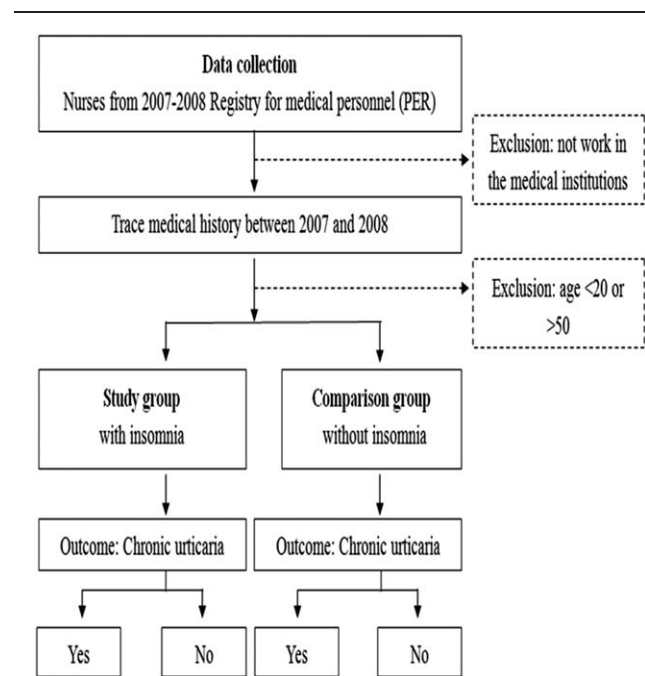 Data collection
Nurses from 2007-2008 Registry for medical personnel (PER)
Exclusion: not work in
the medical institutions
Trace medical history between 2007 and 2008
Exclusion: age <20 or
>50
Study group
with insomnia
Comparison group
without insomnia
Outcome: Chronic urticaria
Outcome: Chronic urticaria
Yes
No
Yes
No